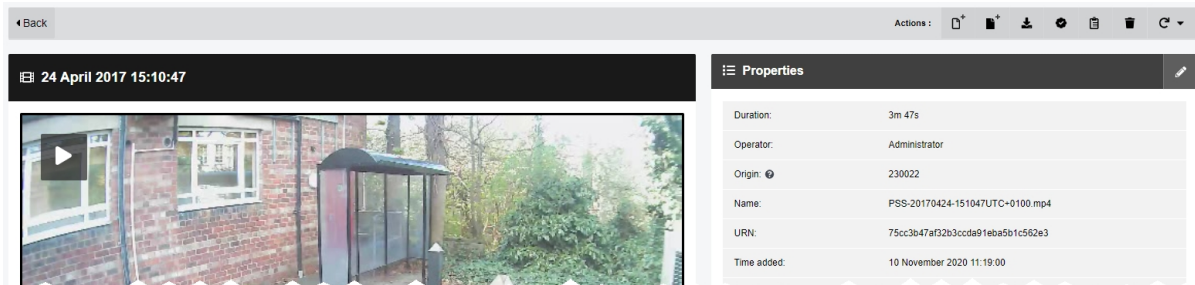 Back
Actions :
24 April 2017 15:10:47
Properties
Duration: 3m 47s
Operator: Administrator
Origin: 230022
Name: PSS-20170424-151047UTC+0100.mp4
URN: 75cc3b47af32b3ccda91eba5b1c562e3
Time added: 10 November 2020 11:19:00